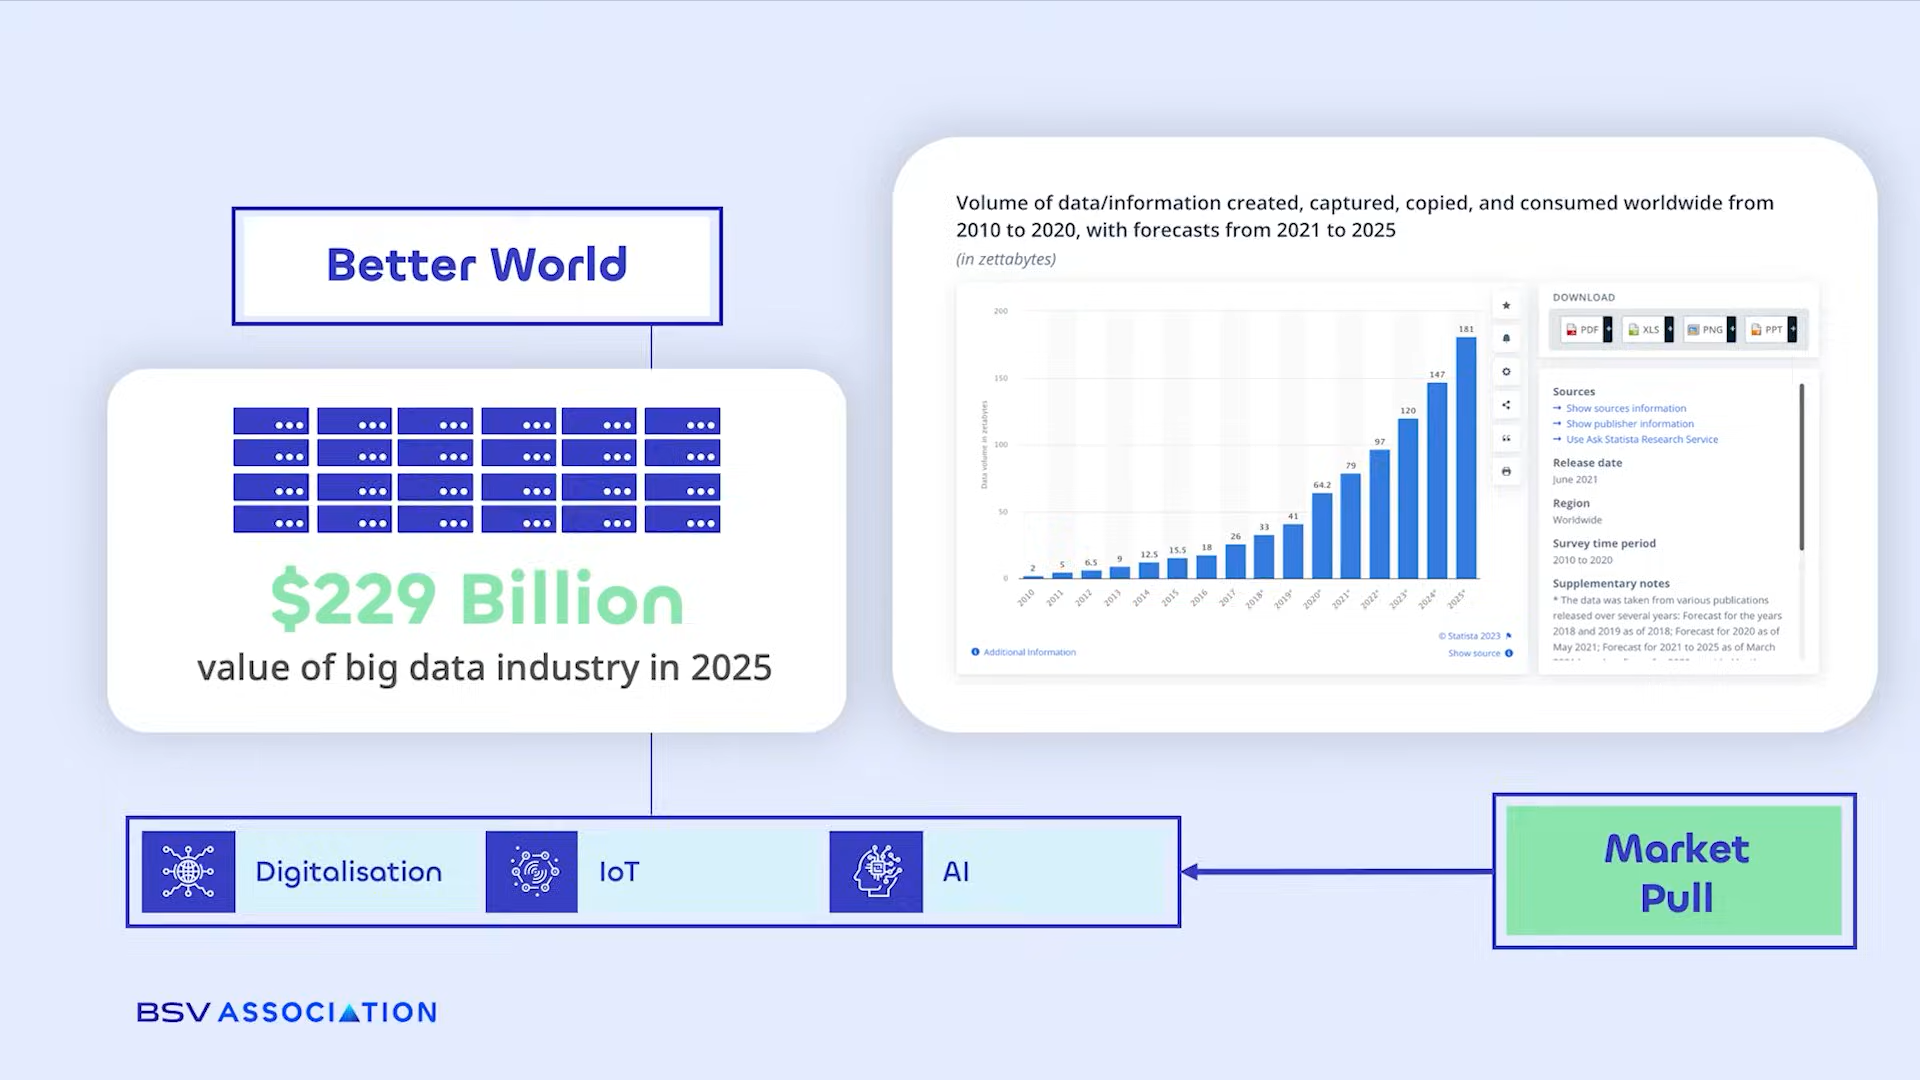 Better World
$229 Billion
value of big data industry in 2025
Volume of data/information created, captured, copied, and consumed worldwide from
2010 to 2020, with forecasts from 2021 to 2025
(in zettabytes)
Data volume in zetabytes
200
150
100
50
0
2
5
6.5
9
12.5
15.5
18
26
33
41
64.2
79
97
120
147
181
2010
2011
2012
2013
2014
2015
2016
2017
2018*
2019*
2020*
2021*
2022*
2023*
2024*
2025*
© Statista 2023
Additional Information
Show source
DOWNLOAD
PDF + XLS + PNG + PPT +
Sources
→ Show sources information
→ Show publisher information
→ Use Ask Statista Research Service
Release date
June 2021
Region
Worldwide
Survey time period
2010 to 2020
Supplementary notes
* The data was taken from various publications
released over several years: Forecast for the years
2018 and 2019 as of 2018; Forecast for 2020 as of
May 2021; Forecast for 2021 to 2025 as of March
Digitalisation
IoT
AI
Market
Pull
BSV ASSOCIATION